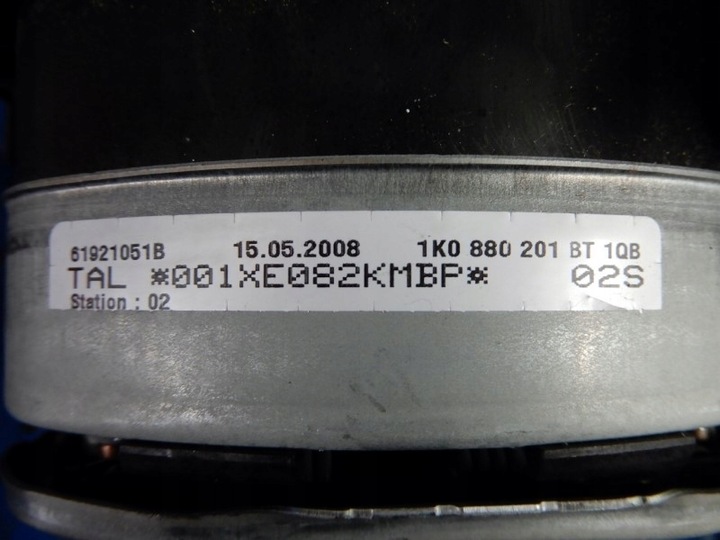 61921051B 15.05.2008 1K0 880 201 BT 1QB
TAL *001XE082KMBP* 02S
Station : 02